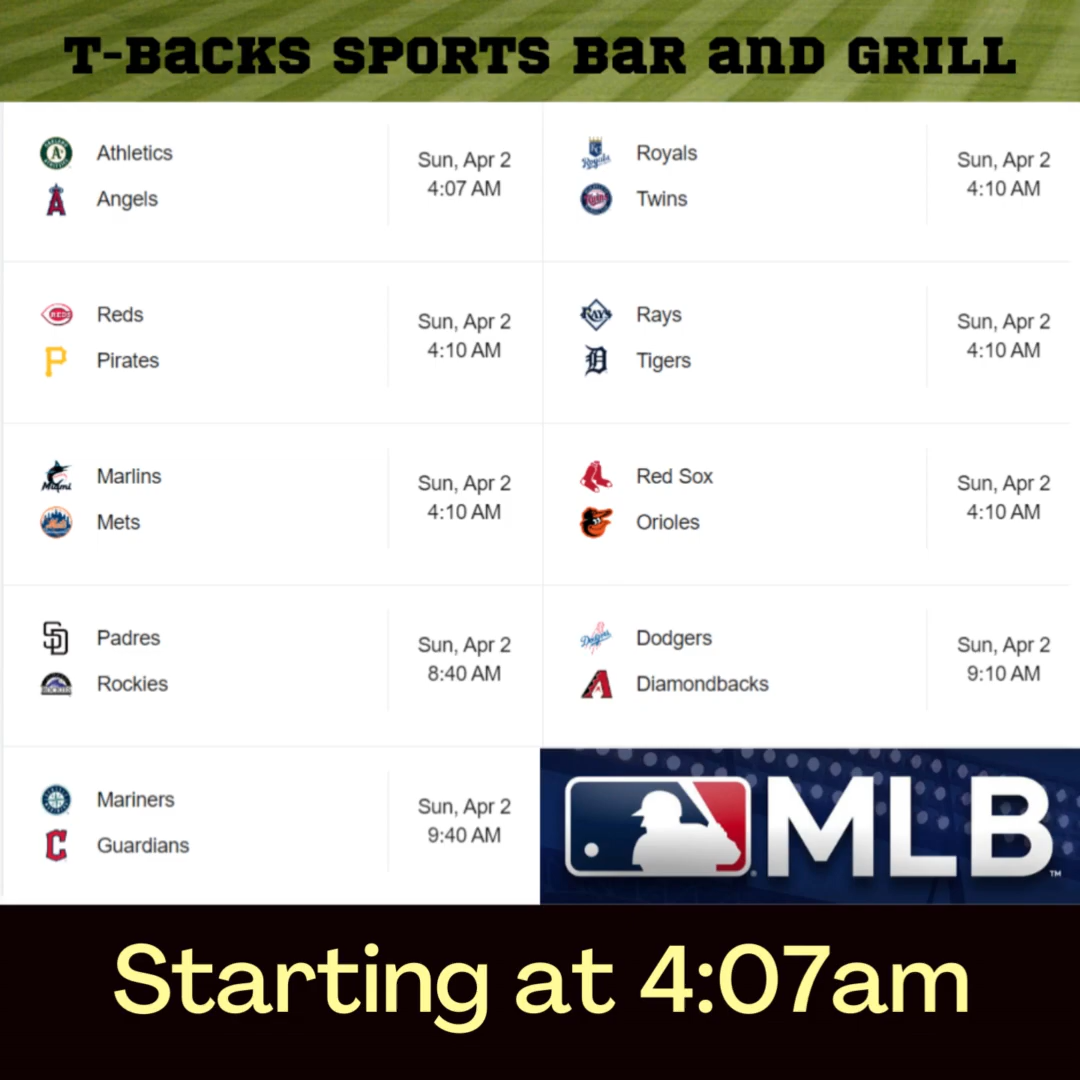 T-BaCKS SPORTS BaR anD GRILL
Athletics
Angels
Sun, Apr 2
4:07 AM
Royals
Twins
Sun, Apr 2
4:10 AM
Reds
Pirates
Sun, Apr 2
4:10 AM
Rays
Tigers
Sun, Apr 2
4:10 AM
Marlins
Mets
Sun, Apr 2
4:10 AM
Red Sox
Orioles
Sun, Apr 2
4:10 AM
Padres
Rockies
Sun, Apr 2
8:40 AM
Dodgers
Diamondbacks
Sun, Apr 2
9:10 AM
Mariners
Guardians
Sun, Apr 2
9:40 AM
MLB™
Starting at 4:07am